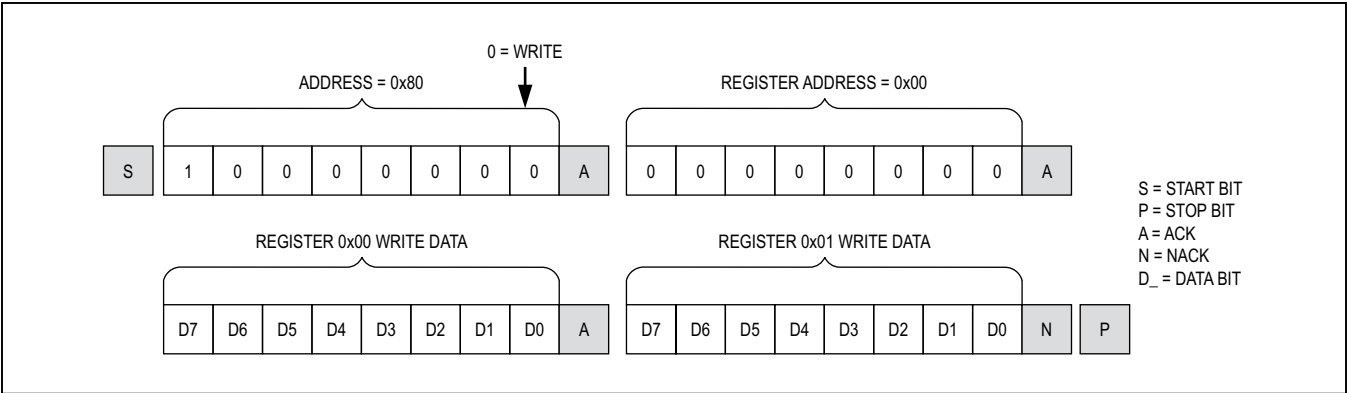 0 = WRITE
ADDRESS = 0x80
REGISTER ADDRESS = 0x00
S 1 0 0 0 0 0 0 0 A 0 0 0 0 0 0 0 0 A
REGISTER 0x00 WRITE DATA
REGISTER 0x01 WRITE DATA
D7 D6 D5 D4 D3 D2 D1 D0 A D7 D6 D5 D4 D3 D2 D1 D0 N P
S = START BIT
P = STOP BIT
A = ACK
N = NACK
D_ = DATA BIT